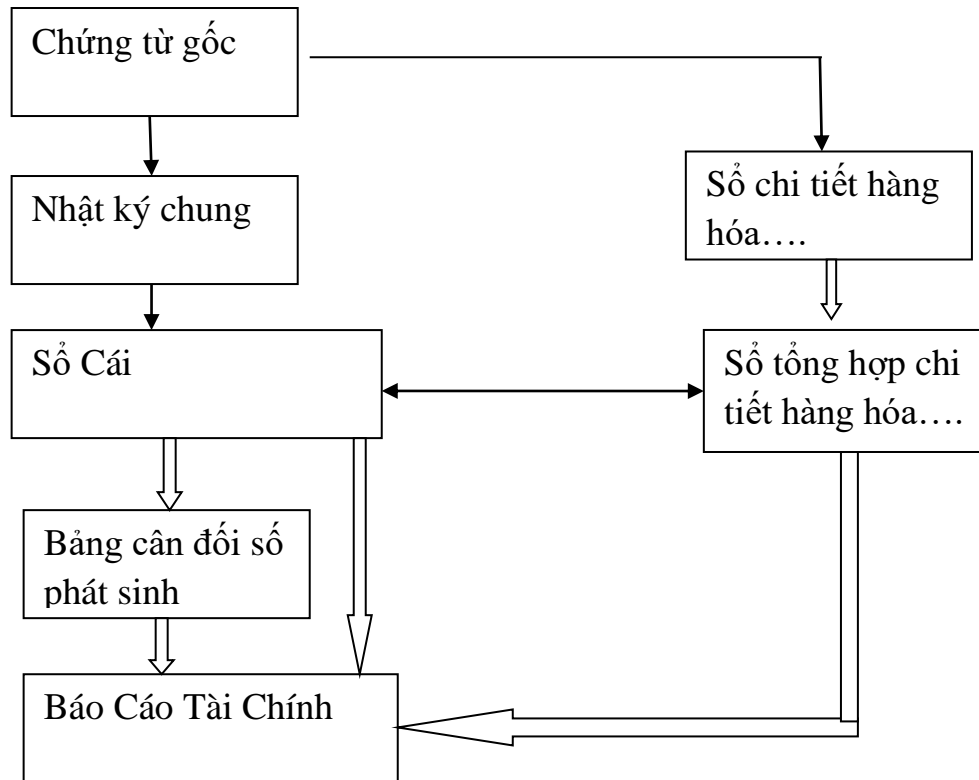 Chứng từ gốc
Nhật ký chung
Sổ chi tiết hàng
hóa….
Sổ Cái
Sổ tổng hợp chi
tiết hàng hóa….
Bảng cân đối số
phát sinh
Báo Cáo Tài Chính